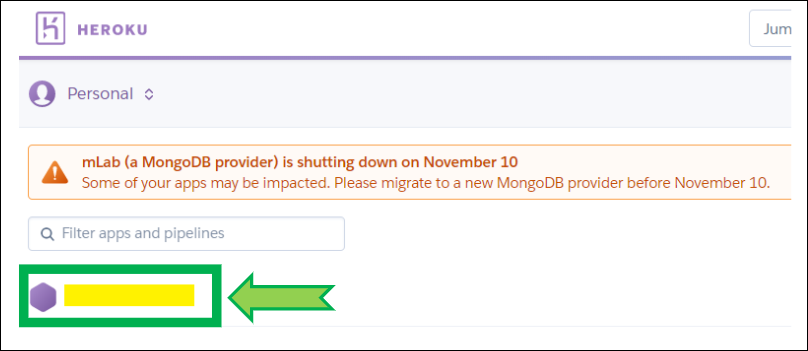 HEROKU
Jum
Personal
mLab (a MongoDB provider) is shutting down on November 10
Some of your apps may be impacted. Please migrate to a new MongoDB provider before November 10.
Filter apps and pipelines